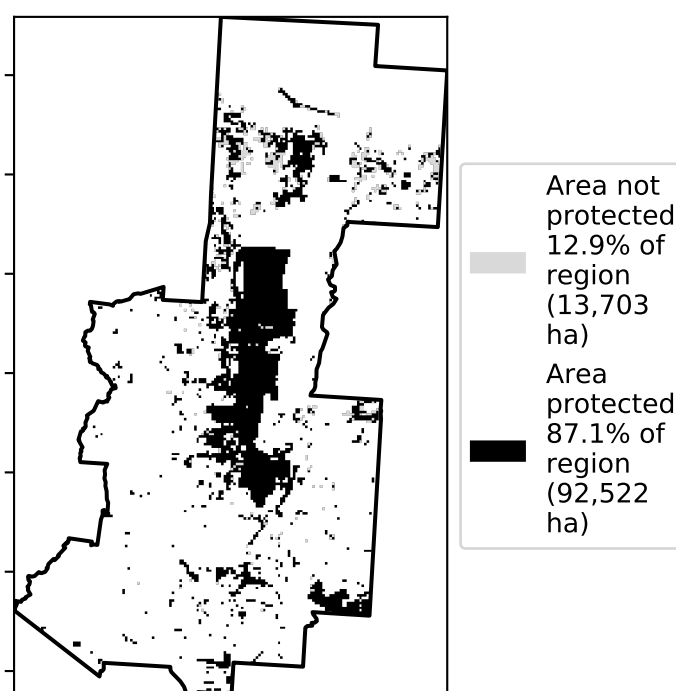 Area not
protected
12.9% of
region
(13,703
ha)
Area
protected
87.1% of
region
(92,522
ha)